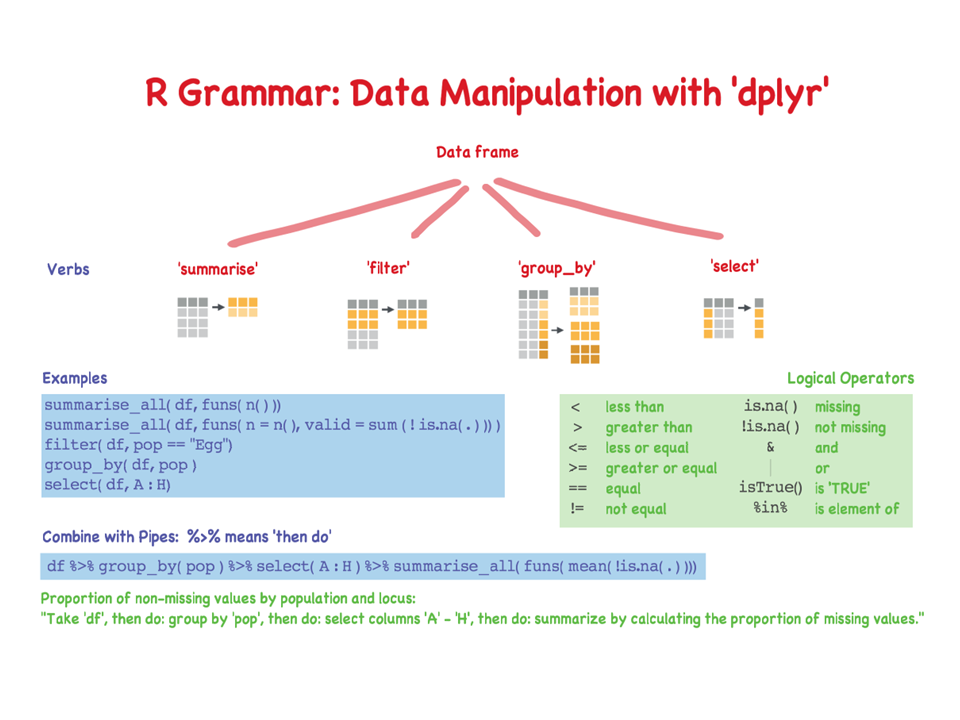 R Grammar: Data Manipulation with 'dplyr'
Data frame
Verbs
'summarise'
'filter'
'group_by'
'select'
Examples
summarise_all( df, funs( n()))
summarise_all( df, funs( n = n(), valid = sum (! is.na(.))))
filter( df, pop == "Egg")
group_by( df, pop )
select( df, A : H)
Logical Operators
< less than is.na() missing
> greater than !is.na() not missing
<= less or equal & and
>= greater or equal | or
== equal isTrue() is 'TRUE'
!= not equal %in% is element of
Combine with Pipes: %>% means 'then do'
df %>% group_by( pop ) %>% select( A : H ) %>% summarise_all( funs( mean( !is.na( .))))
Proportion of non-missing values by population and locus:
"Take 'df', then do: group by 'pop', then do: select columns 'A' - 'H', then do: summarize by calculating the proportion of missing values."